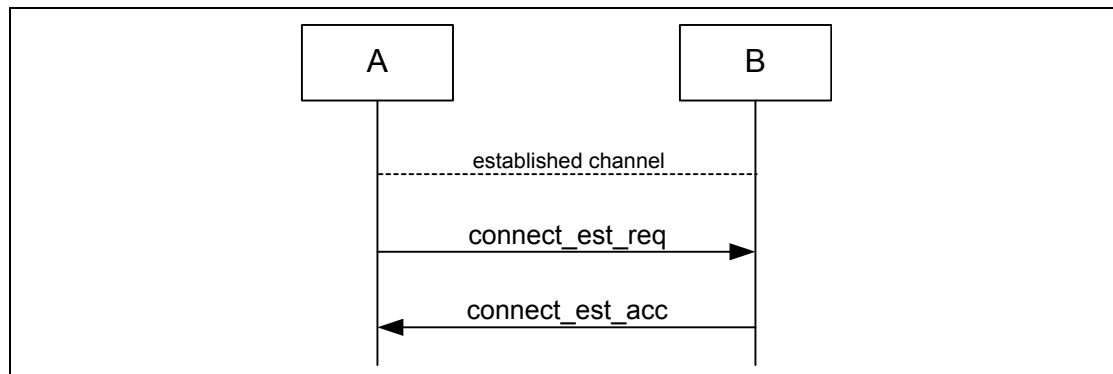 A
B
established channel
connect_est_req
connect_est_acc